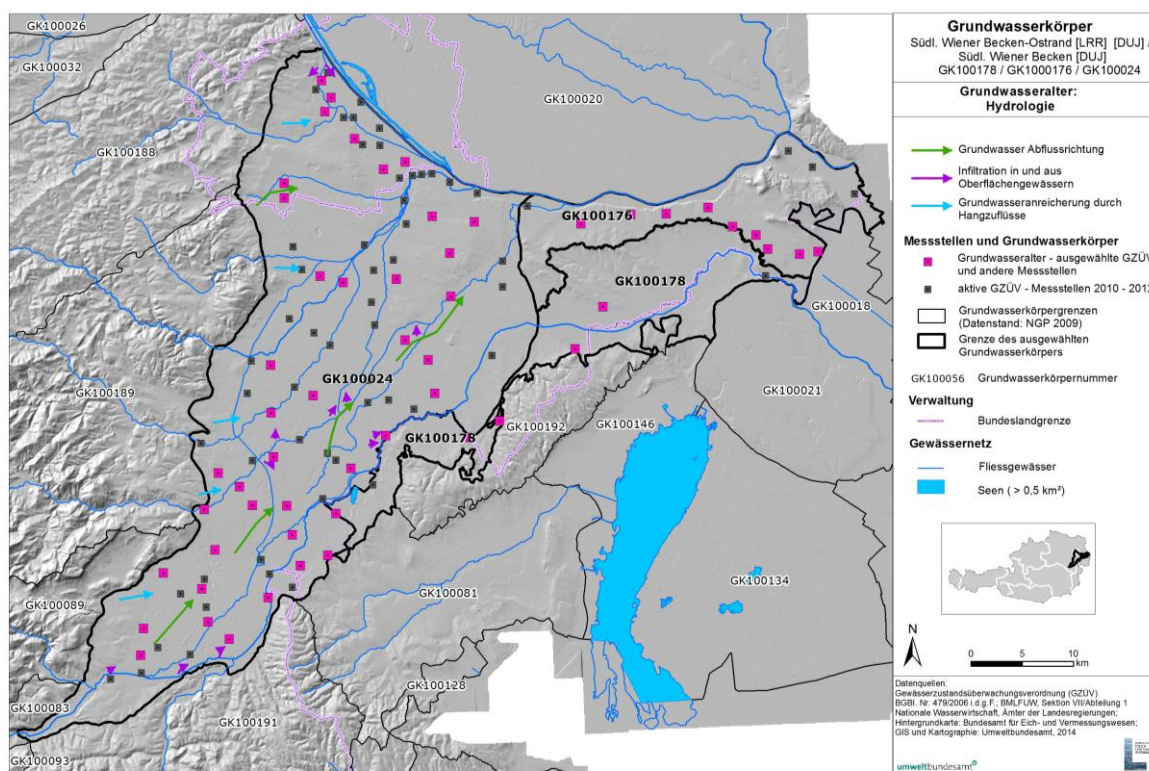 GK100026
GK100032
GK100020
GK100188
GK100176
GK100178
GK100018
GK100189
GK100024
GK100021
GK100178
GK100192
GK100146
GK100134
GK100081
GK100089
GK100128
GK100083
GK100191
GK100093
Grundwasserkörper
Südl. Wiener Becken-Ostrand [LRR] [DUJ] /
Südl. Wiener Becken [DUJ]
GK100178 / GK1000176 / GK100024
Grundwasseralter:
Hydrologie
Grundwasser Abflussrichtung
Infiltration in und aus
Oberflächengewässern
Grundwasseranreicherung durch
Hangzuflüsse
Messstellen und Grundwasserkörper
Grundwasseralter - ausgewählte GZÜV
und andere Messstellen
aktive GZÜV - Messstellen 2010 - 2012
Grundwasserkörpergrenzen
(Datenstand: NGP 2009)
Grenze des ausgewählten
Grundwasserkörpers
GK100056 Grundwasserkörpernummer
Verwaltung
Bundeslandgrenze
Gewässernetz
Fliessgewässer
Seen ( > 0,5 km²)
N
0 5 10
km
Datenquellen:
Gewässerzustandsüberwachungsverordnung (GZÜV)
BGBl. Nr. 479/2006 i.d.g.F.; BMLFUW, Sektion VII/Abteilung 1
Nationale Wasserwirtschaft, Ämter der Landesregierungen;
Hintergrundkarte: Bundesamt für Eich- und Vermessungswesen;
GIS und Kartographie: Umweltbundesamt, 2014
umweltbundesamt